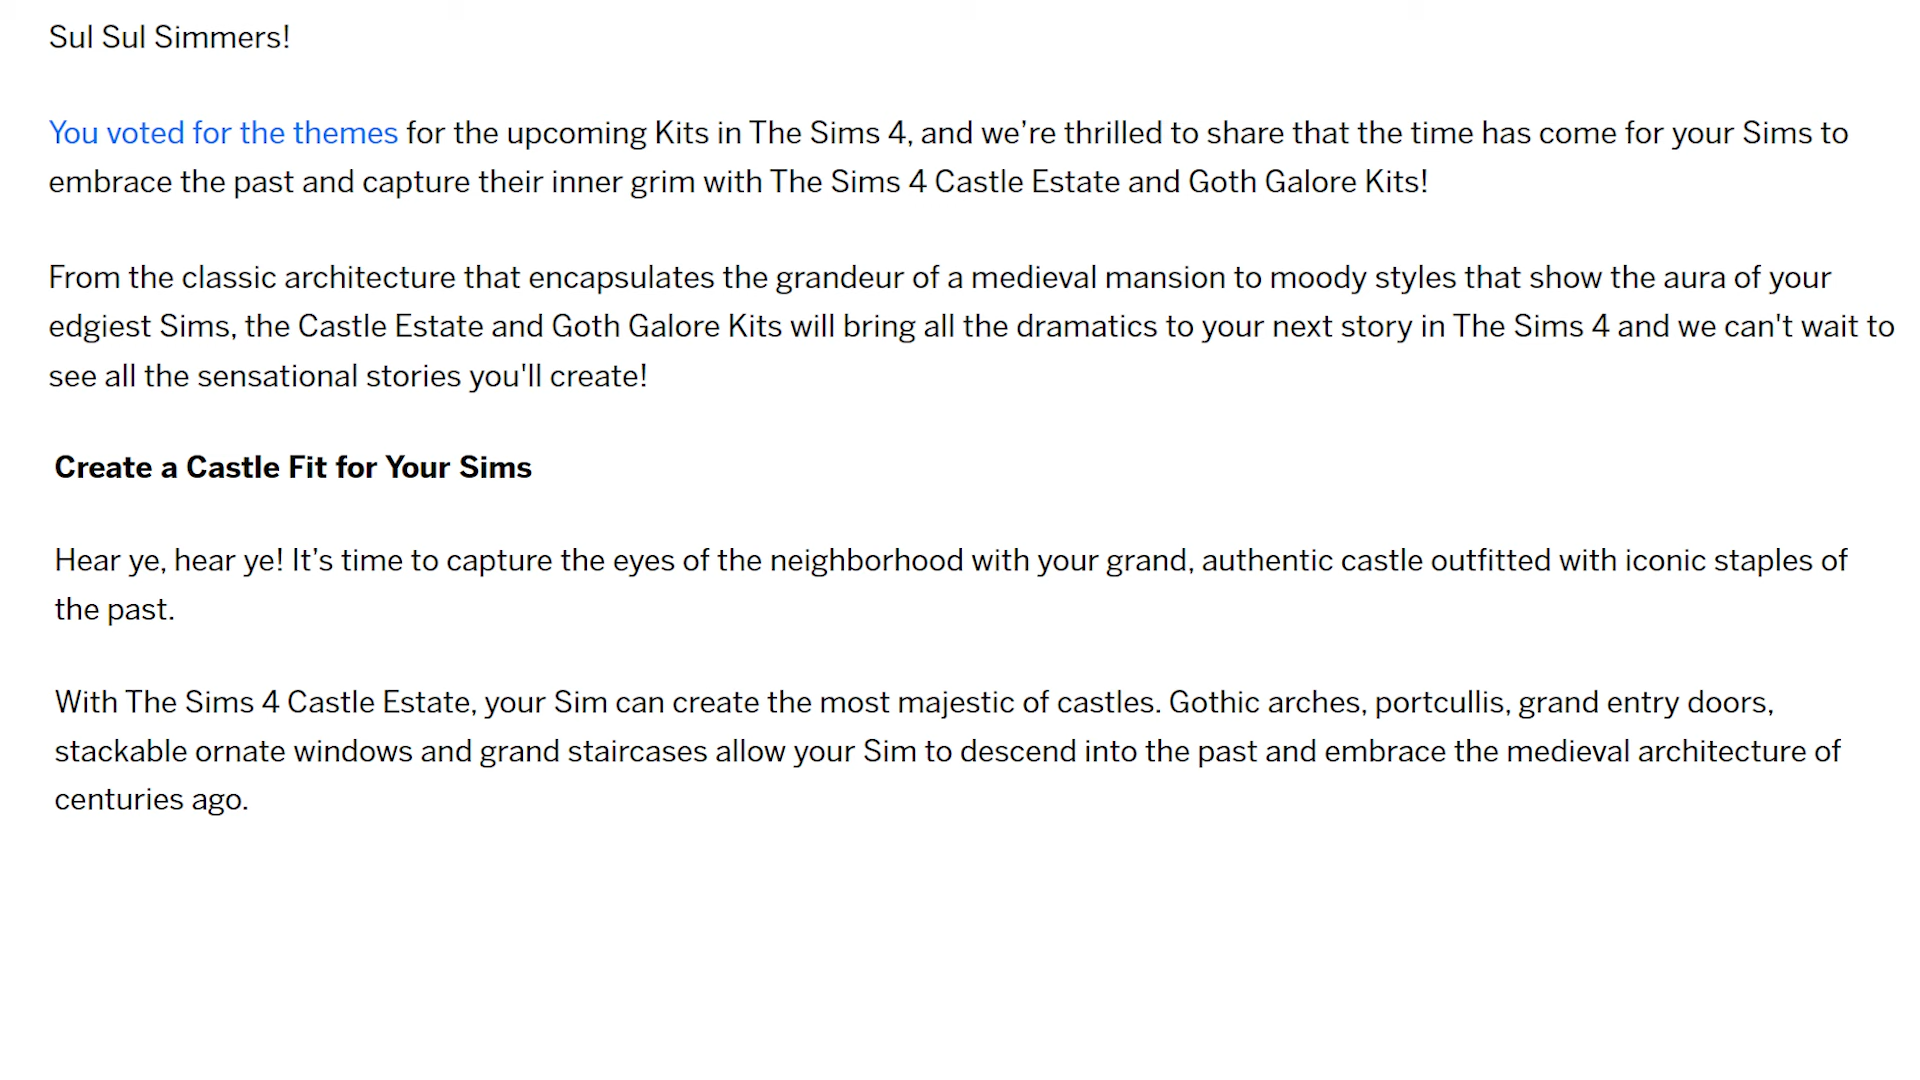 Sul Sul Simmers!
You voted for the themes for the upcoming Kits in The Sims 4, and we’re thrilled to share that the time has come for your Sims to
embrace the past and capture their inner grim with The Sims 4 Castle Estate and Goth Galore Kits!
From the classic architecture that encapsulates the grandeur of a medieval mansion to moody styles that show the aura of your
edgiest Sims, the Castle Estate and Goth Galore Kits will bring all the dramatics to your next story in The Sims 4 and we can't wait to
see all the sensational stories you'll create!
Create a Castle Fit for Your Sims
Hear ye, hear ye! It’s time to capture the eyes of the neighborhood with your grand, authentic castle outfitted with iconic staples of
the past.
With The Sims 4 Castle Estate, your Sim can create the most majestic of castles. Gothic arches, portcullis, grand entry doors,
stackable ornate windows and grand staircases allow your Sim to descend into the past and embrace the medieval architecture of
centuries ago.